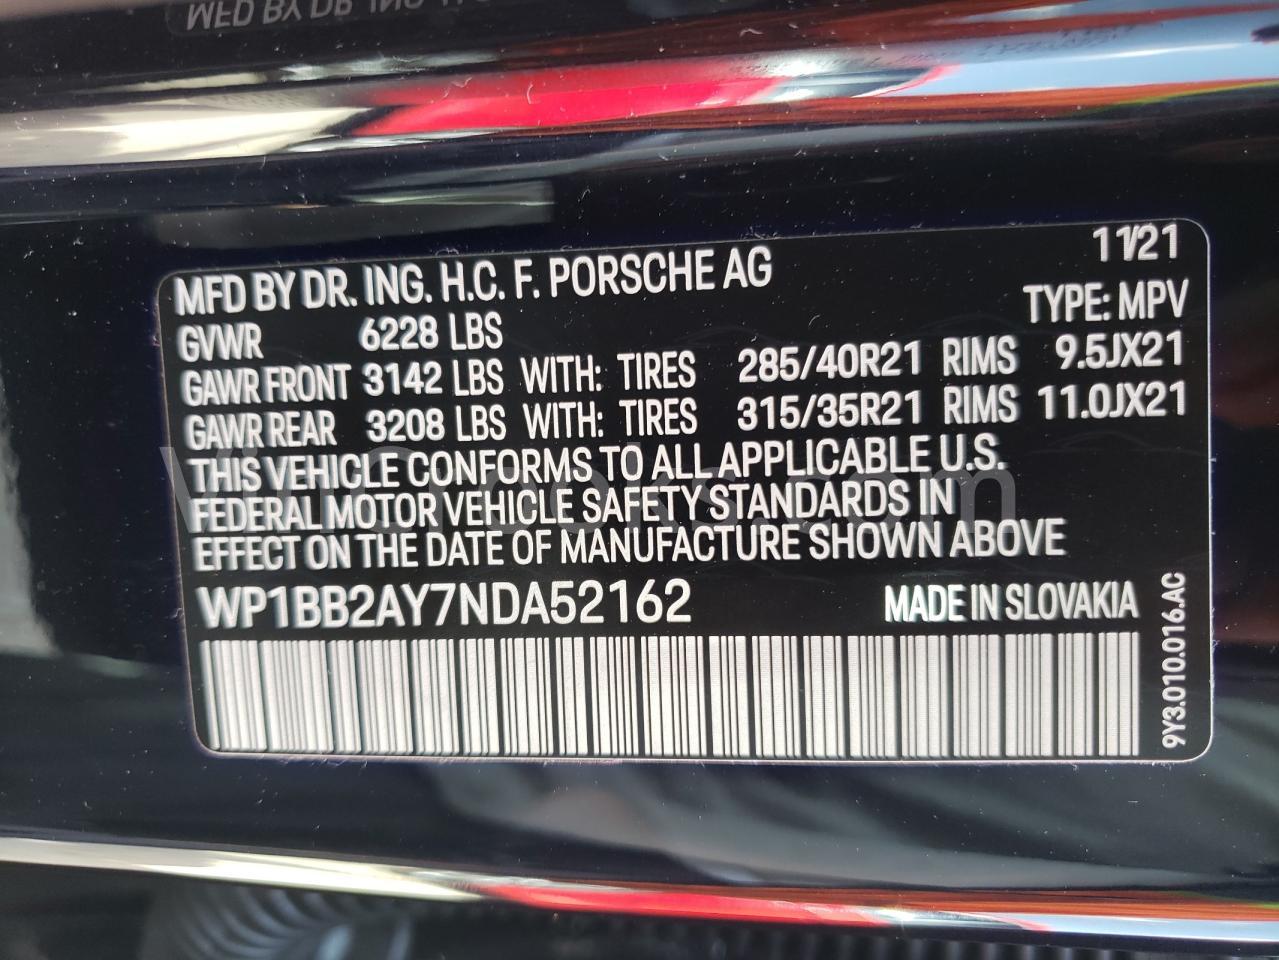 11/21
MFD BY DR. ING. H.C. F. PORSCHE AG
TYPE: MPV
GVWR 6228 LBS
GAWR FRONT 3142 LBS WITH: TIRES 285/40R21 RIMS 9.5JX21
GAWR REAR 3208 LBS WITH: TIRES 315/35R21 RIMS 11.0JX21
THIS VEHICLE CONFORMS TO ALL APPLICABLE U.S.
FEDERAL MOTOR VEHICLE SAFETY STANDARDS IN
EFFECT ON THE DATE OF MANUFACTURE SHOWN ABOVE
WP1BB2AY7NDA52162 MADE IN SLOVAKIA
9Y3.010.016.AC